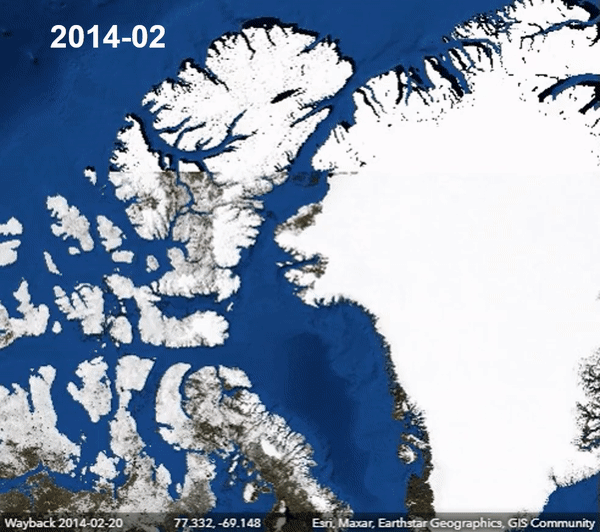 2014-02
Wayback 2014-02-20 77.332, -69.148 Esri, Maxar, Earthstar Geographics, GIS Community